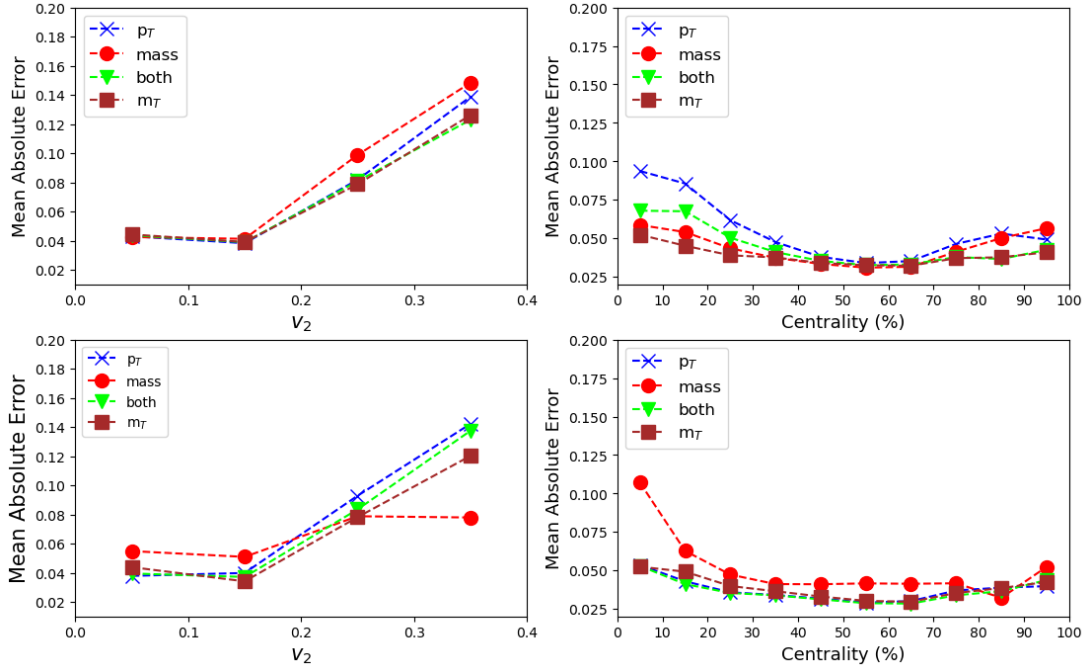 0.20
0.18
0.16
0.14
0.12
0.10
0.08
0.06
0.04
0.02
Mean Absolute Error
p_T
mass
both
m_T
0.0 0.1 0.2 0.3 0.4
v_2
0.200
0.175
0.150
0.125
0.100
0.075
0.050
0.025
Mean Absolute Error
p_T
mass
both
m_T
0 10 20 30 40 50 60 70 80 90 100
Centrality (%)
0.20
0.18
0.16
0.14
0.12
0.10
0.08
0.06
0.04
0.02
Mean Absolute Error
p_T
mass
both
m_T
0.0 0.1 0.2 0.3 0.4
v_2
0.200
0.175
0.150
0.125
0.100
0.075
0.050
0.025
Mean Absolute Error
p_T
mass
both
m_T
0 10 20 30 40 50 60 70 80 90 100
Centrality (%)